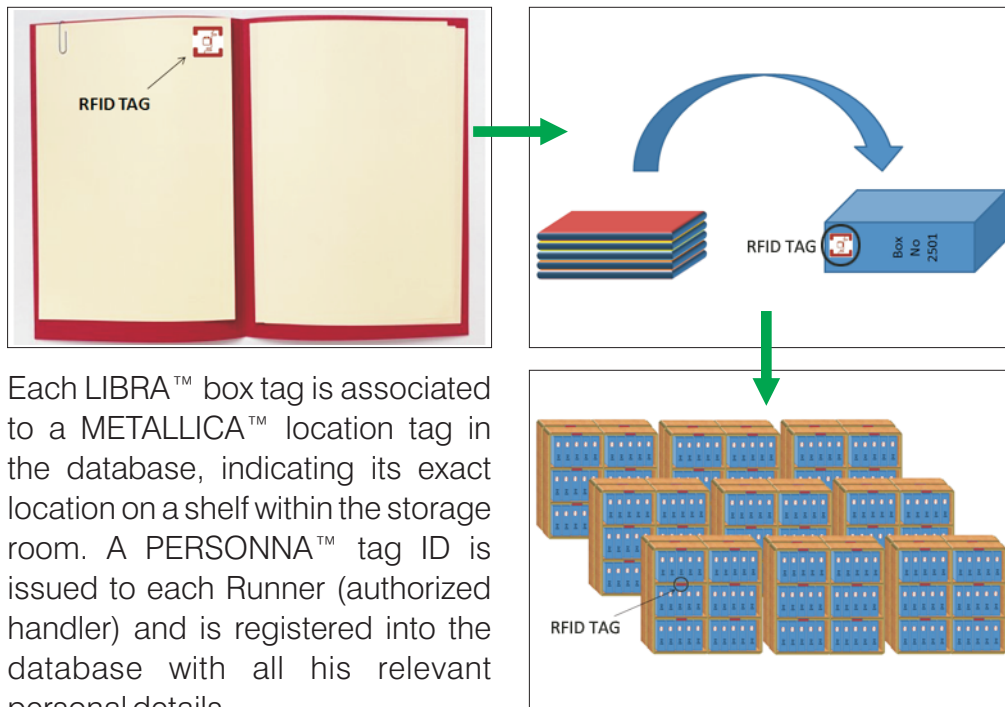 RFID TAG
RFID TAG
Box
No
2501
Each LIBRA™ box tag is associated
to a METALLICA™ location tag in
the database, indicating its exact
location on a shelf within the storage
room. A PERSONNA™ tag ID is
issued to each Runner (authorized
handler) and is registered into the
database with all his relevant
personal details
RFID TAG